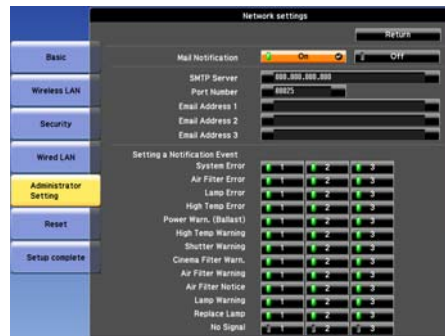 Network settings
Return
Basic
Wireless LAN
Security
Wired LAN
Administrator Setting
Reset
Setup complete
Mail Notification On Off
SMTP Server 000.000.000.000
Port Number 00025
Email Address 1
Email Address 2
Email Address 3
Setting a Notification Event
System Error 1 2 3
Air Filter Error 1 2 3
Lamp Error 1 2 3
High Temp Error 1 2 3
Power Warn. (Ballast) 1 2 3
High Temp Warning 1 2 3
Shutter Warning 1 2 3
Cinema Filter Warn. 1 2 3
Air Filter Warning 1 2 3
Air Filter Notice 1 2 3
Lamp Warning 1 2 3
Replace Lamp 1 2 3
No Signal 1 2 3